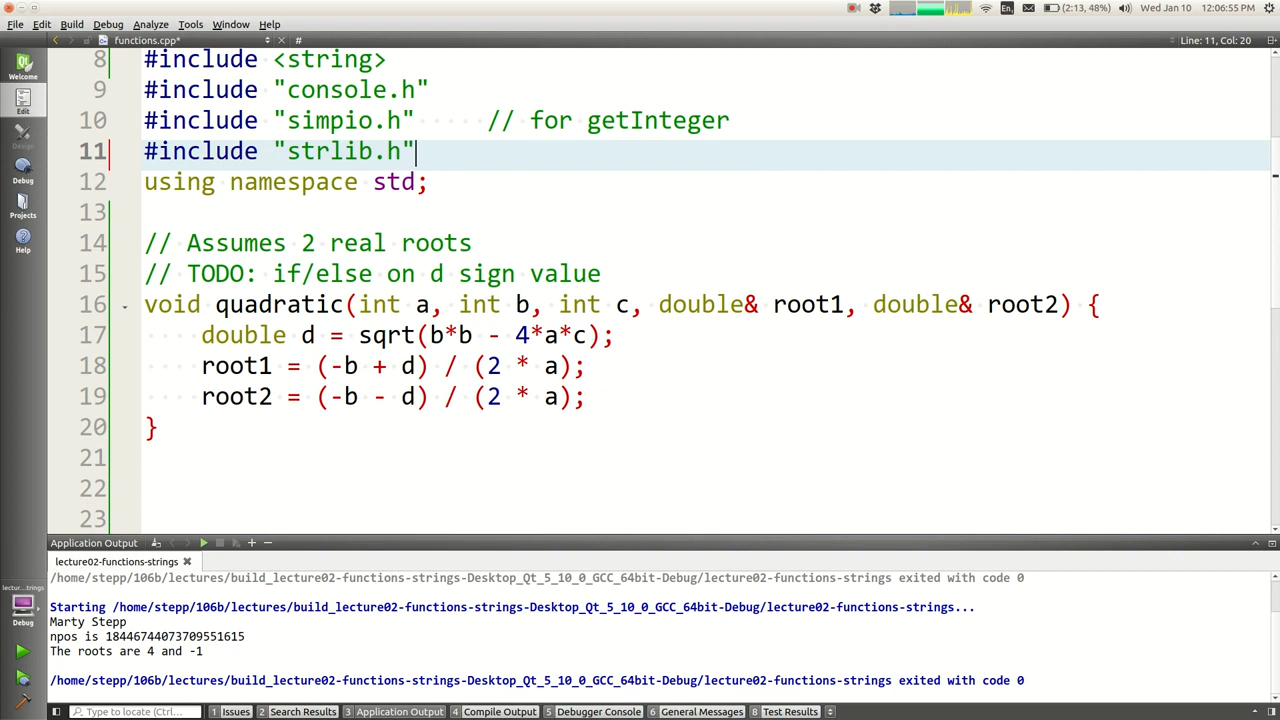 En
(2:13, 48%)
Wed Jan 10
12:06:55 PM
File Edit Build Debug Analyze Tools Window Help
functions.cpp*
#
Line: 11, Col: 20
Welcome
Edit
Design
Debug
Projects
Help
8 #include <string>
9 #include "console.h"
10 #include "simpio.h" // for getInteger
11 #include "strlib.h"
12 using namespace std;
13
14 // Assumes 2 real roots
15 // TODO: if/else on d sign value
16 void quadratic(int a, int b, int c, double& root1, double& root2) {
17 double d = sqrt(b*b - 4*a*c);
18 root1 = (-b + d) / (2 * a);
19 root2 = (-b - d) / (2 * a);
20 }
21
22
23
Application Output
lecture02-functions-strings
/home/stepp/106b/lectures/build_lecture02-functions-strings-Desktop_Qt_5_10_0_GCC_64bit-Debug/lecture02-functions-strings exited with code 0
Starting /home/stepp/106b/lectures/build_lecture02-functions-strings-Desktop_Qt_5_10_0_GCC_64bit-Debug/lecture02-functions-strings...
Marty Stepp
npos is 18446744073709551615
The roots are 4 and -1
/home/stepp/106b/lectures/build_lecture02-functions-strings-Desktop_Qt_5_10_0_GCC_64bit-Debug/lecture02-functions-strings exited with code 0
lectur...trings
Debug
Type to locate (Ctrl...
1 Issues 2 Search Results 3 Application Output 4 Compile Output 5 Debugger Console 6 General Messages 8 Test Results